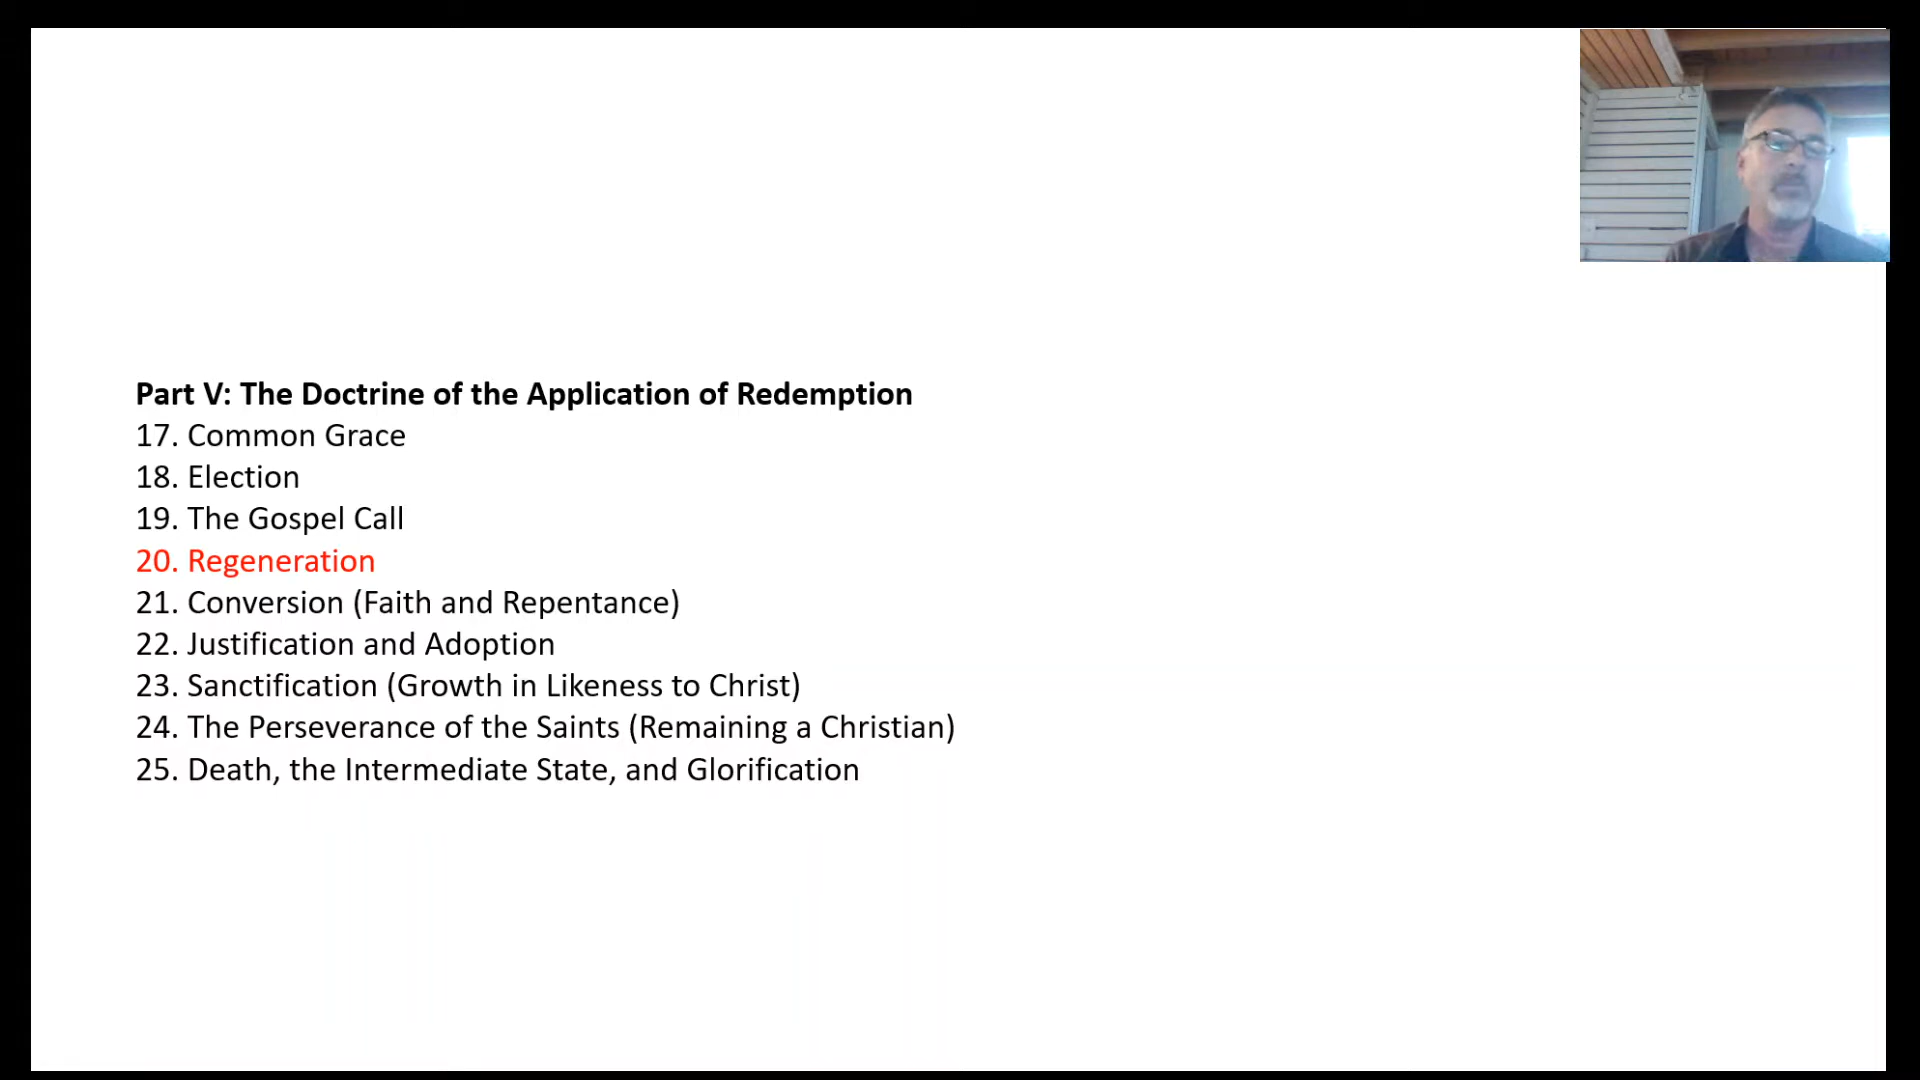 Part V: The Doctrine of the Application of Redemption
17. Common Grace
18. Election
19. The Gospel Call
20. Regeneration
21. Conversion (Faith and Repentance)
22. Justification and Adoption
23. Sanctification (Growth in Likeness to Christ)
24. The Perseverance of the Saints (Remaining a Christian)
25. Death, the Intermediate State, and Glorification